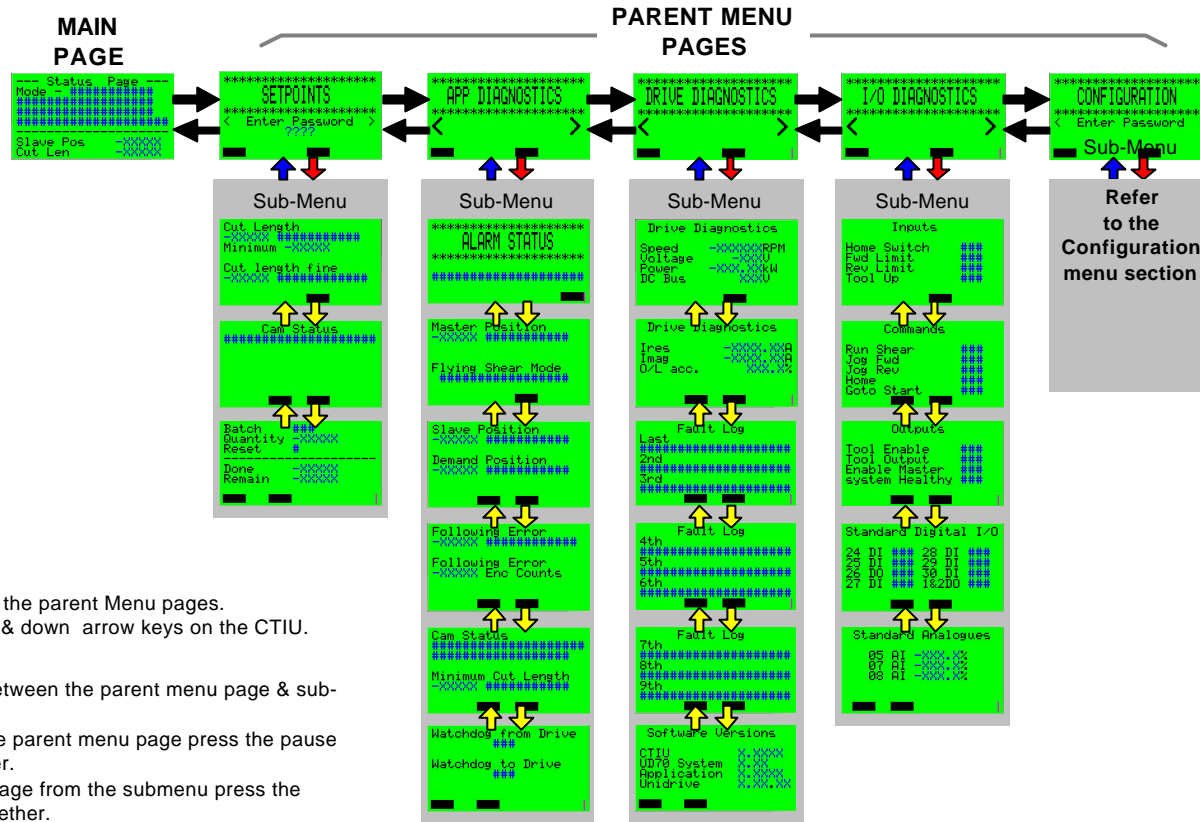 MAIN
PAGE
PARENT MENU
PAGES
--- Status Page ---
Mode - ###########
##################
##################
####################
Slave Pos -XXXXX
Cut Len -XXXXX
********************
SETPOINTS
********************
< Enter Password >
????
********************
APP DIAGNOSTICS
********************
< >
********************
DRIVE DIAGNOSTICS
********************
< >
********************
I/O DIAGNOSTICS
********************
< >
********************
CONFIGURATION
********************
< Enter Password
Sub-Menu
Sub-Menu
Cut Length
-XXXXX ###########
Minimum -XXXXX
Cut length fine
-XXXXX ############
Cam Status
####################
Batch ###
Quantity -XXXXX
Reset #
--------------------
Done -XXXXX
Remain -XXXXX
Sub-Menu
********************
ALARM STATUS
********************
####################
Master Position
-XXXXX ###########
Flying Shear Mode
#################
Slave Position
-XXXXX ###########
Demand Position
-XXXXX ###########
Following Error
-XXXXX ############
Following Error
-XXXXX Enc Counts
Cam Status
####################
##################
Minimum Cut Length
-XXXXX ###########
Watchdog from Drive
###
Watchdog to Drive
###
Sub-Menu
Drive Diagnostics
Speed -XXXXXXRPM
Voltage -XXXV
Power -XXX.XXkW
DC Bus XXXV
Drive Diagnostics
Ires -XXXX.XXA
Imag -XXXX.XXA
O/L acc. XXX.X%
Fault Log
Last
####################
2nd
####################
3rd
####################
Fault Log
4th
####################
5th
####################
6th
####################
Fault Log
7th
####################
8th
####################
9th
####################
Software Versions
CTIU X.XXXX
UD70 System X.XX
Application X.XXXX
Unidrive X.XX.XX
Sub-Menu
Inputs
Home Switch ###
Fwd Limit ###
Rev Limit ###
Tool Up ###
Commands
Run Shear ###
Jog Fwd ###
Jog Rev ###
Home ###
Goto Start ###
Outputs
Tool Enable ###
Tool Output ###
Enable Master ###
system Healthy ###
Standard Digital I/O
24 DI ### 28 DI ###
25 DI ### 29 DI ###
26 DO ### 30 DI ###
27 DI ### 1&2DO ###
Standard Analogues
05 AI -XXX.X%
07 AI -XXX.X%
08 AI -XXX.X%
Refer
to the
Configuration
menu section
the parent Menu pages.
& down arrow keys on the CTIU.
etween the parent menu page & sub-
e parent menu page press the pause
er.
age from the submenu press the
ether.